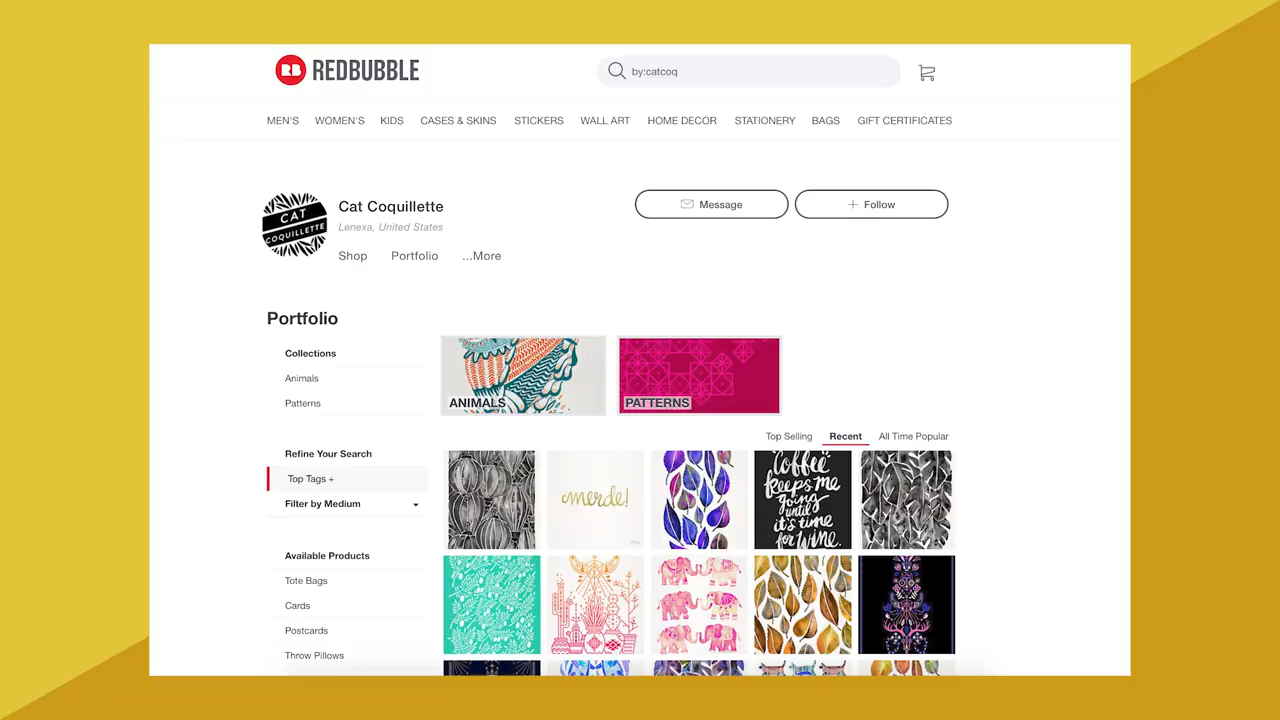 RB REDBUBBLE
by:catcoq
MEN'S WOMEN'S KIDS CASES & SKINS STICKERS WALL ART HOME DECOR STATIONERY BAGS GIFT CERTIFICATES
CAT
COQUILLETTE
Cat Coquillette
Lenexa, United States
Shop Portfolio ...More
Message
+ Follow
Portfolio
Collections
Animals
Patterns
ANIMALS
PATTERNS
Top Selling Recent All Time Popular
Refine Your Search
Top Tags +
Filter by Medium
merde!
Coffee
keeps me
going
until
it's time
for wine.
Available Products
Tote Bags
Cards
Postcards
Throw Pillows